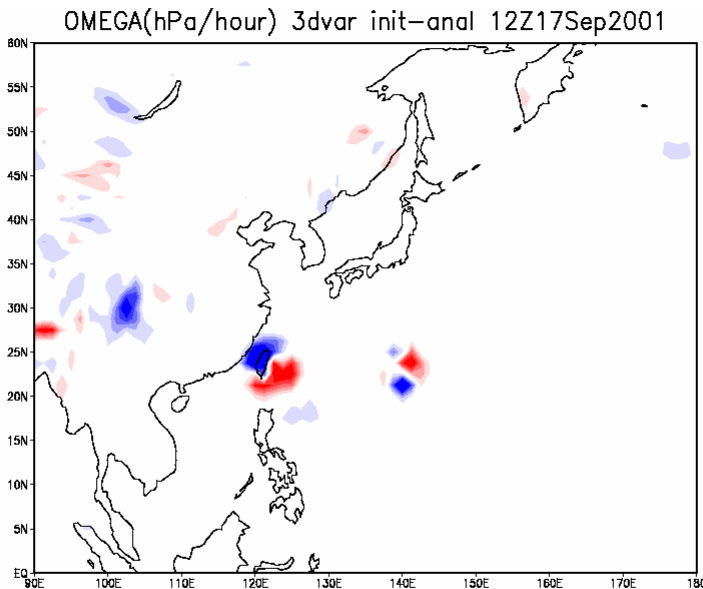 OMEGA(hPa/hour) 3dvar init-anal 12Z17Sep2001
60N
55N
50N
45N
40N
35N
30N
25N
20N
15N
10N
5N
EQ
90E 100E 110E 120E 130E 140E 150E 160E 170E 180